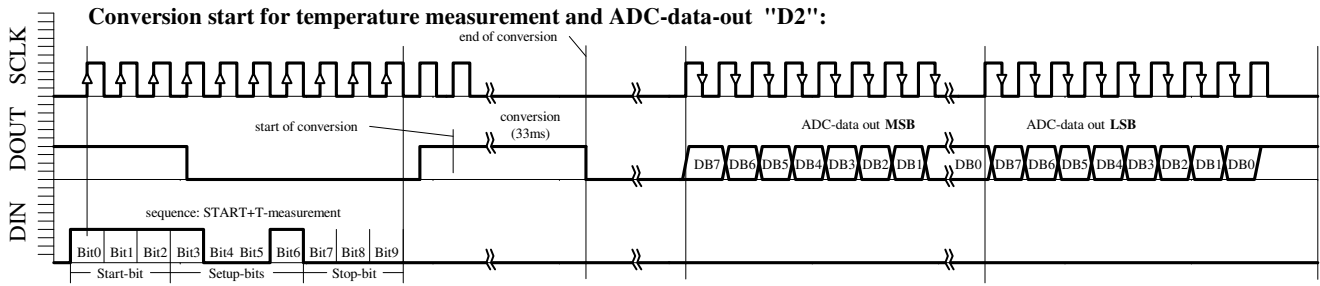 Conversion start for temperature measurement and ADC-data-out "D2":
end of conversion
SCLK
conversion
(33ms)
start of conversion
ADC-data out MSB
ADC-data out LSB
DOUT
DB7 DB6 DB5 DB4 DB3 DB2 DB1 DB0 DB7 DB6 DB5 DB4 DB3 DB2 DB1 DB0
DIN
sequence: START+T-measurement
Bit0 Bit1 Bit2 Bit3 Bit4 Bit5 Bit6 Bit7 Bit8 Bit9
Start-bit Setup-bits Stop-bit